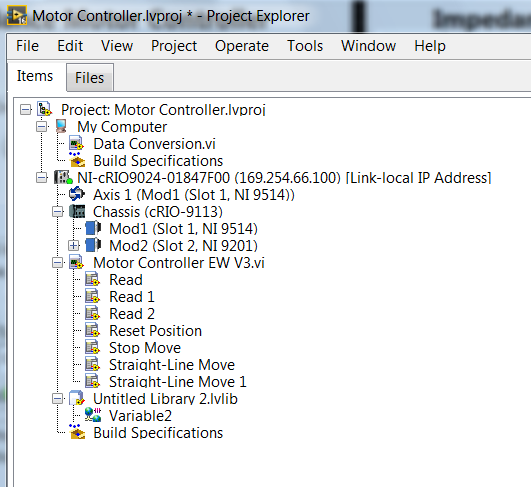 Motor Controller.lvproj * - Project Explorer
File Edit View Project Operate Tools Window Help
Items Files
Project: Motor Controller.lvproj
My Computer
Data Conversion.vi
Build Specifications
NI-cRIO9024-01847F00 (169.254.66.100) [Link-local IP Address]
Axis 1 (Mod1 (Slot 1, NI 9514))
Chassis (cRIO-9113)
Mod1 (Slot 1, NI 9514)
Mod2 (Slot 2, NI 9201)
Motor Controller EW V3.vi
Read
Read 1
Read 2
Reset Position
Stop Move
Straight-Line Move
Straight-Line Move 1
Untitled Library 2.lvlib
Variable2
Build Specifications